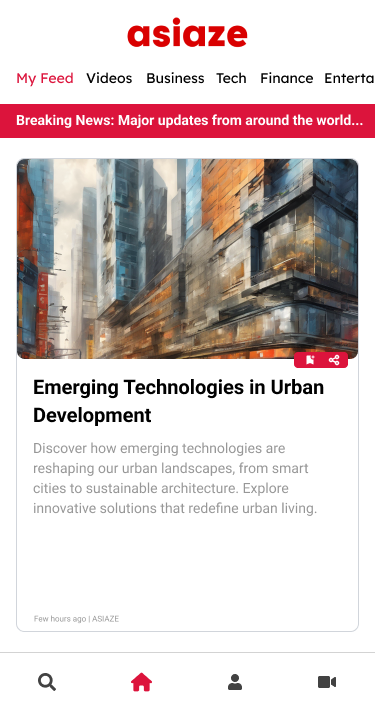 asiaze
My Feed Videos Business Tech Finance Enterta
Breaking News: Major updates from around the world...
Emerging Technologies in Urban
Development
Discover how emerging technologies are
reshaping our urban landscapes, from smart
cities to sustainable architecture. Explore
innovative solutions that redefine urban living.
Few hours ago | ASIAZE